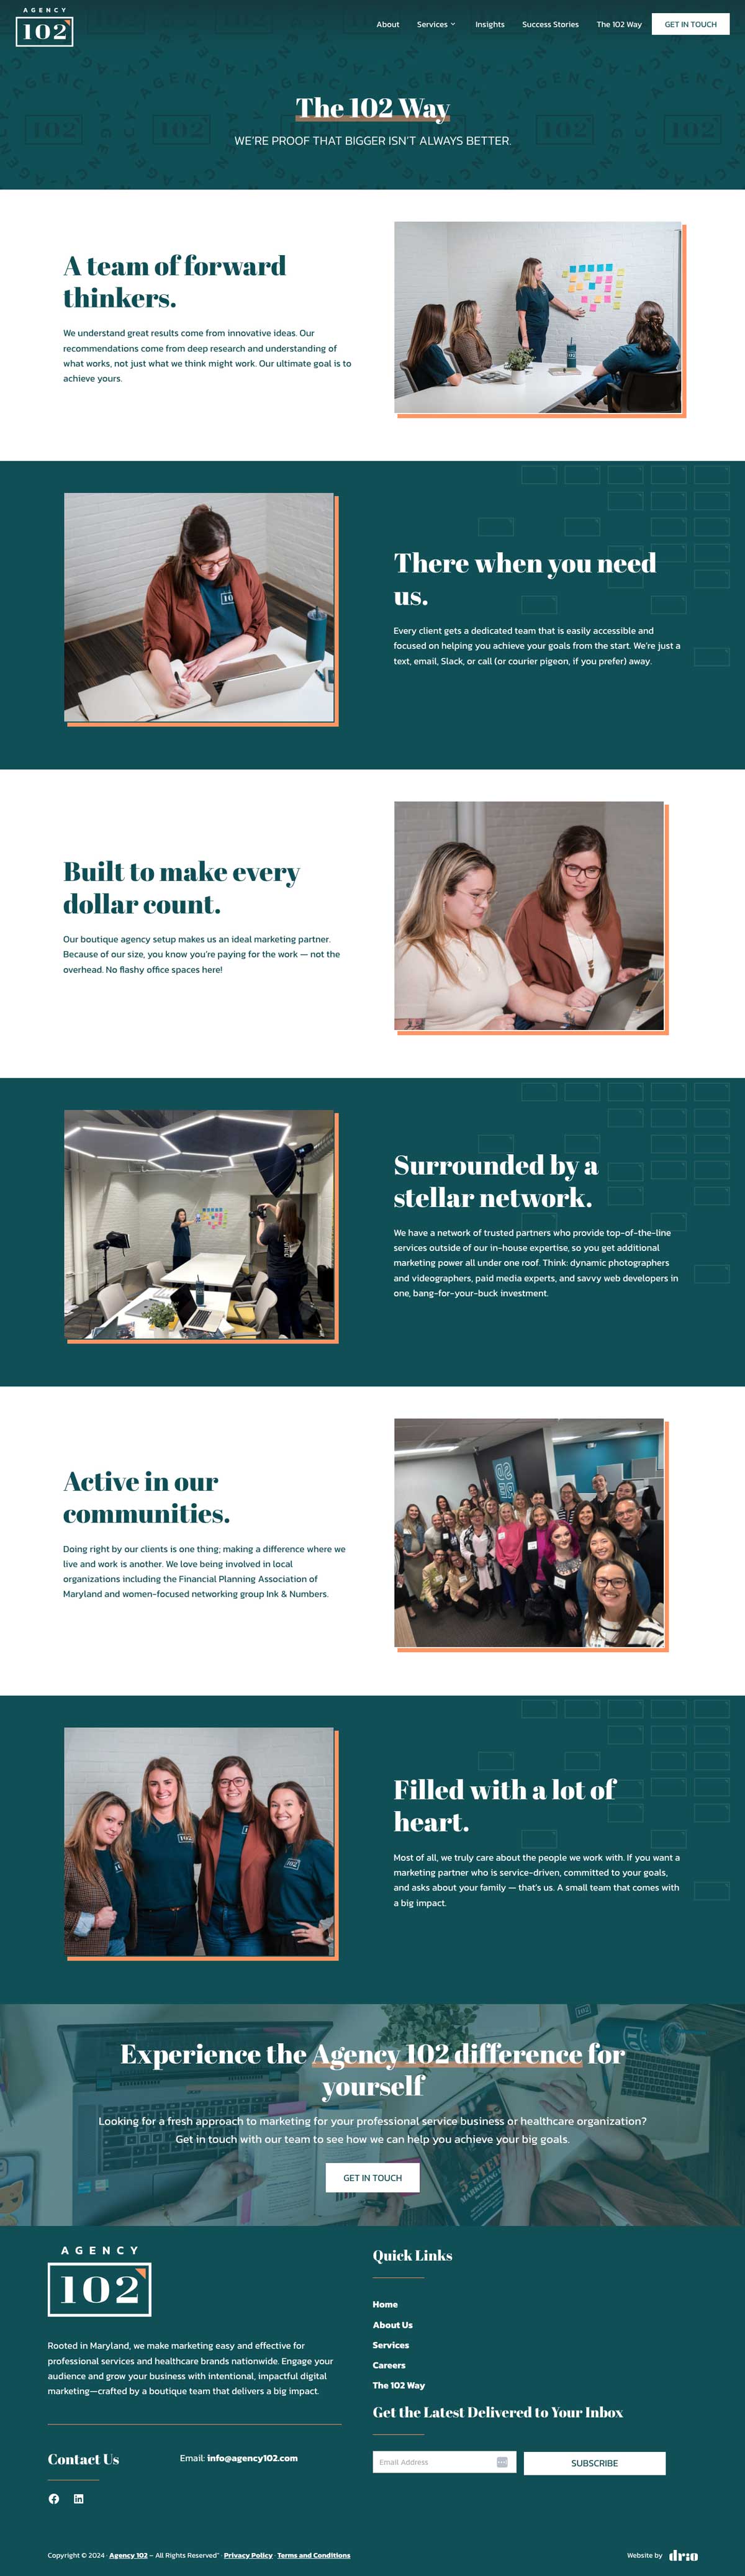 AGENCY
102
About Services Insights Success Stories The 102 Way GET IN TOUCH
The 102 Way
WE'RE PROOF THAT BIGGER ISN'T ALWAYS BETTER.
A team of forward
thinkers.
We understand great results come from innovative ideas. Our
recommendations come from deep research and understanding of
what works, not just what we think might work. Our ultimate goal is to
achieve yours.
There when you need
us.
Every client gets a dedicated team that is easily accessible and
focused on helping you achieve your goals from the start. We're just a
text, email, Slack, or call (or courier pigeon, if you prefer) away.
Built to make every
dollar count.
Our boutique agency setup makes us an ideal marketing partner.
Because of our size, you know you're paying for the work — not the
overhead. No flashy office spaces here!
Surrounded by a
stellar network.
We have a network of trusted partners who provide top-of-the-line
services outside of our in-house expertise, so you get additional
marketing power all under one roof. Think: dynamic photographers
and videographers, paid media experts, and savvy web developers in
one, bang-for-your-buck investment.
Active in our
communities.
Doing right by our clients is one thing; making a difference where we
live and work is another. We love being involved in local
organizations including the Financial Planning Association of
Maryland and women-focused networking group Ink & Numbers.
Filled with a lot of
heart.
Most of all, we truly care about the people we work with. If you want a
marketing partner who is service-driven, committed to your goals,
and asks about your family — that's us. A small team that comes with
a big impact.
Experience the Agency 102 difference for
yourself
Looking for a fresh approach to marketing for your professional service business or healthcare organization?
Get in touch with our team to see how we can help you achieve your big goals.
GET IN TOUCH
AGENCY
102
Rooted in Maryland, we make marketing easy and effective for
professional services and healthcare brands nationwide. Engage your
audience and grow your business with intentional, impactful digital
marketing—crafted by a boutique team that delivers a big impact.
Contact Us
Email: info@agency102.com
Quick Links
Home
About Us
Services
Careers
The 102 Way
Get the Latest Delivered to Your Inbox
Email Address
SUBSCRIBE
Copyright © 2024 · Agency 102 – All Rights Reserved" · Privacy Policy · Terms and Conditions
Website by drio